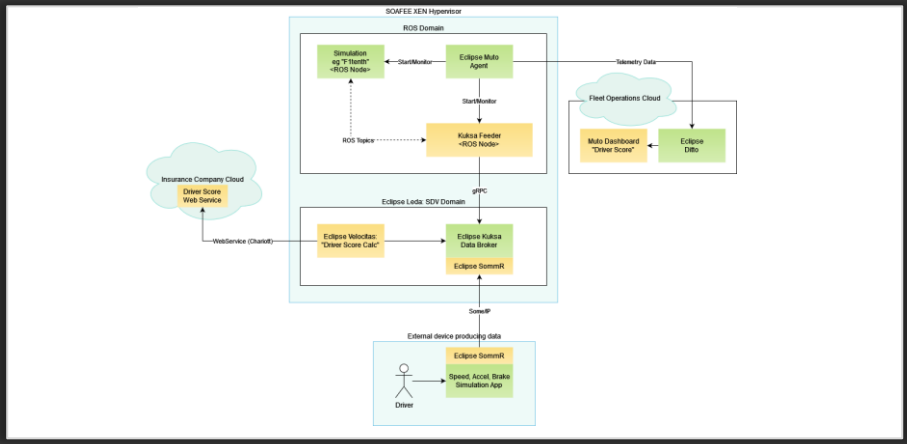 SOAFEE XEN Hypervisor
ROS Domain
Simulation
eg "F1tenth"
<ROS Node>
Start/Monitor
Eclipse Muto
Agent
Telemetry Data
Start/Monitor
Fleet Operations Cloud
ROS Topics
Kuksa Feeder
<ROS Node>
Muto Dashboard
"Driver Score"
Eclipse
Ditto
Insurance Company Cloud
Driver Score
Web Service
gRPC
Eclipse Leda: SDV Domain
WebService (Chariott)
Eclipse Velocitas:
"Driver Score Calc"
Eclipse Kuksa
Data Broker
Eclipse SommR
Some/IP
External device producing data
Eclipse SommR
Speed, Accel, Brake
Simulation App
Driver